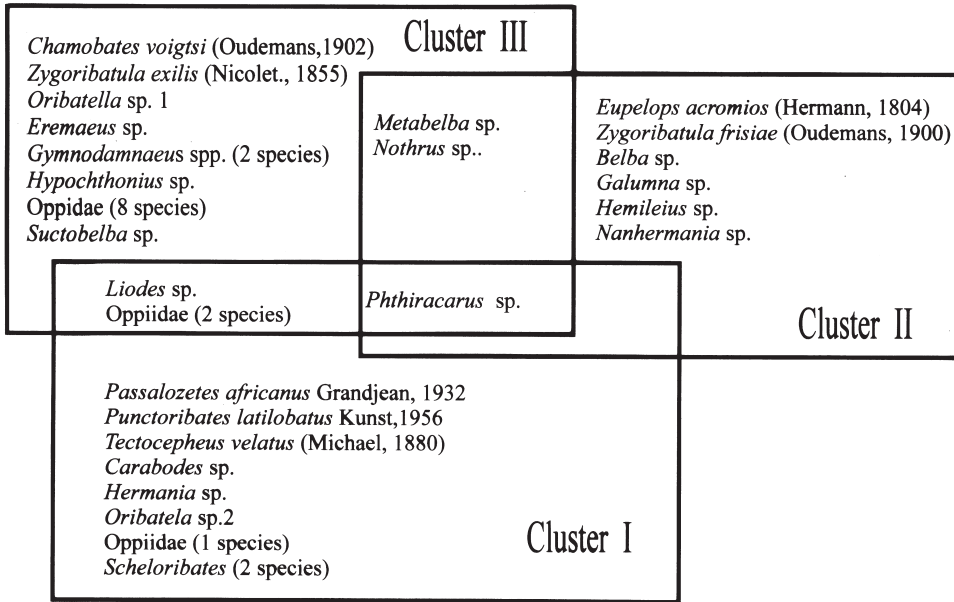 Cluster III
Chamobates voigtsi (Oudemans,1902)
Zygoribatula exilis (Nicolet., 1855)
Oribatella sp. 1
Eremaeus sp.
Gymnodamnaeus spp. (2 species)
Hypochthonius sp.
Oppidae (8 species)
Suctobelba sp.
Metabelba sp.
Nothrus sp..
Eupelops acromios (Hermann, 1804)
Zygoribatula frisiae (Oudemans, 1900)
Belba sp.
Galumna sp.
Hemileius sp.
Nanhermania sp.
Cluster II
Liodes sp.
Oppiidae (2 species)
Phthiracarus sp.
Passalozetes africanus Grandjean, 1932
Punctoribates latilobatus Kunst,1956
Tectocepheus velatus (Michael, 1880)
Carabodes sp.
Hermania sp.
Oribatela sp.2
Oppiidae (1 species)
Scheloribates (2 species)
Cluster I